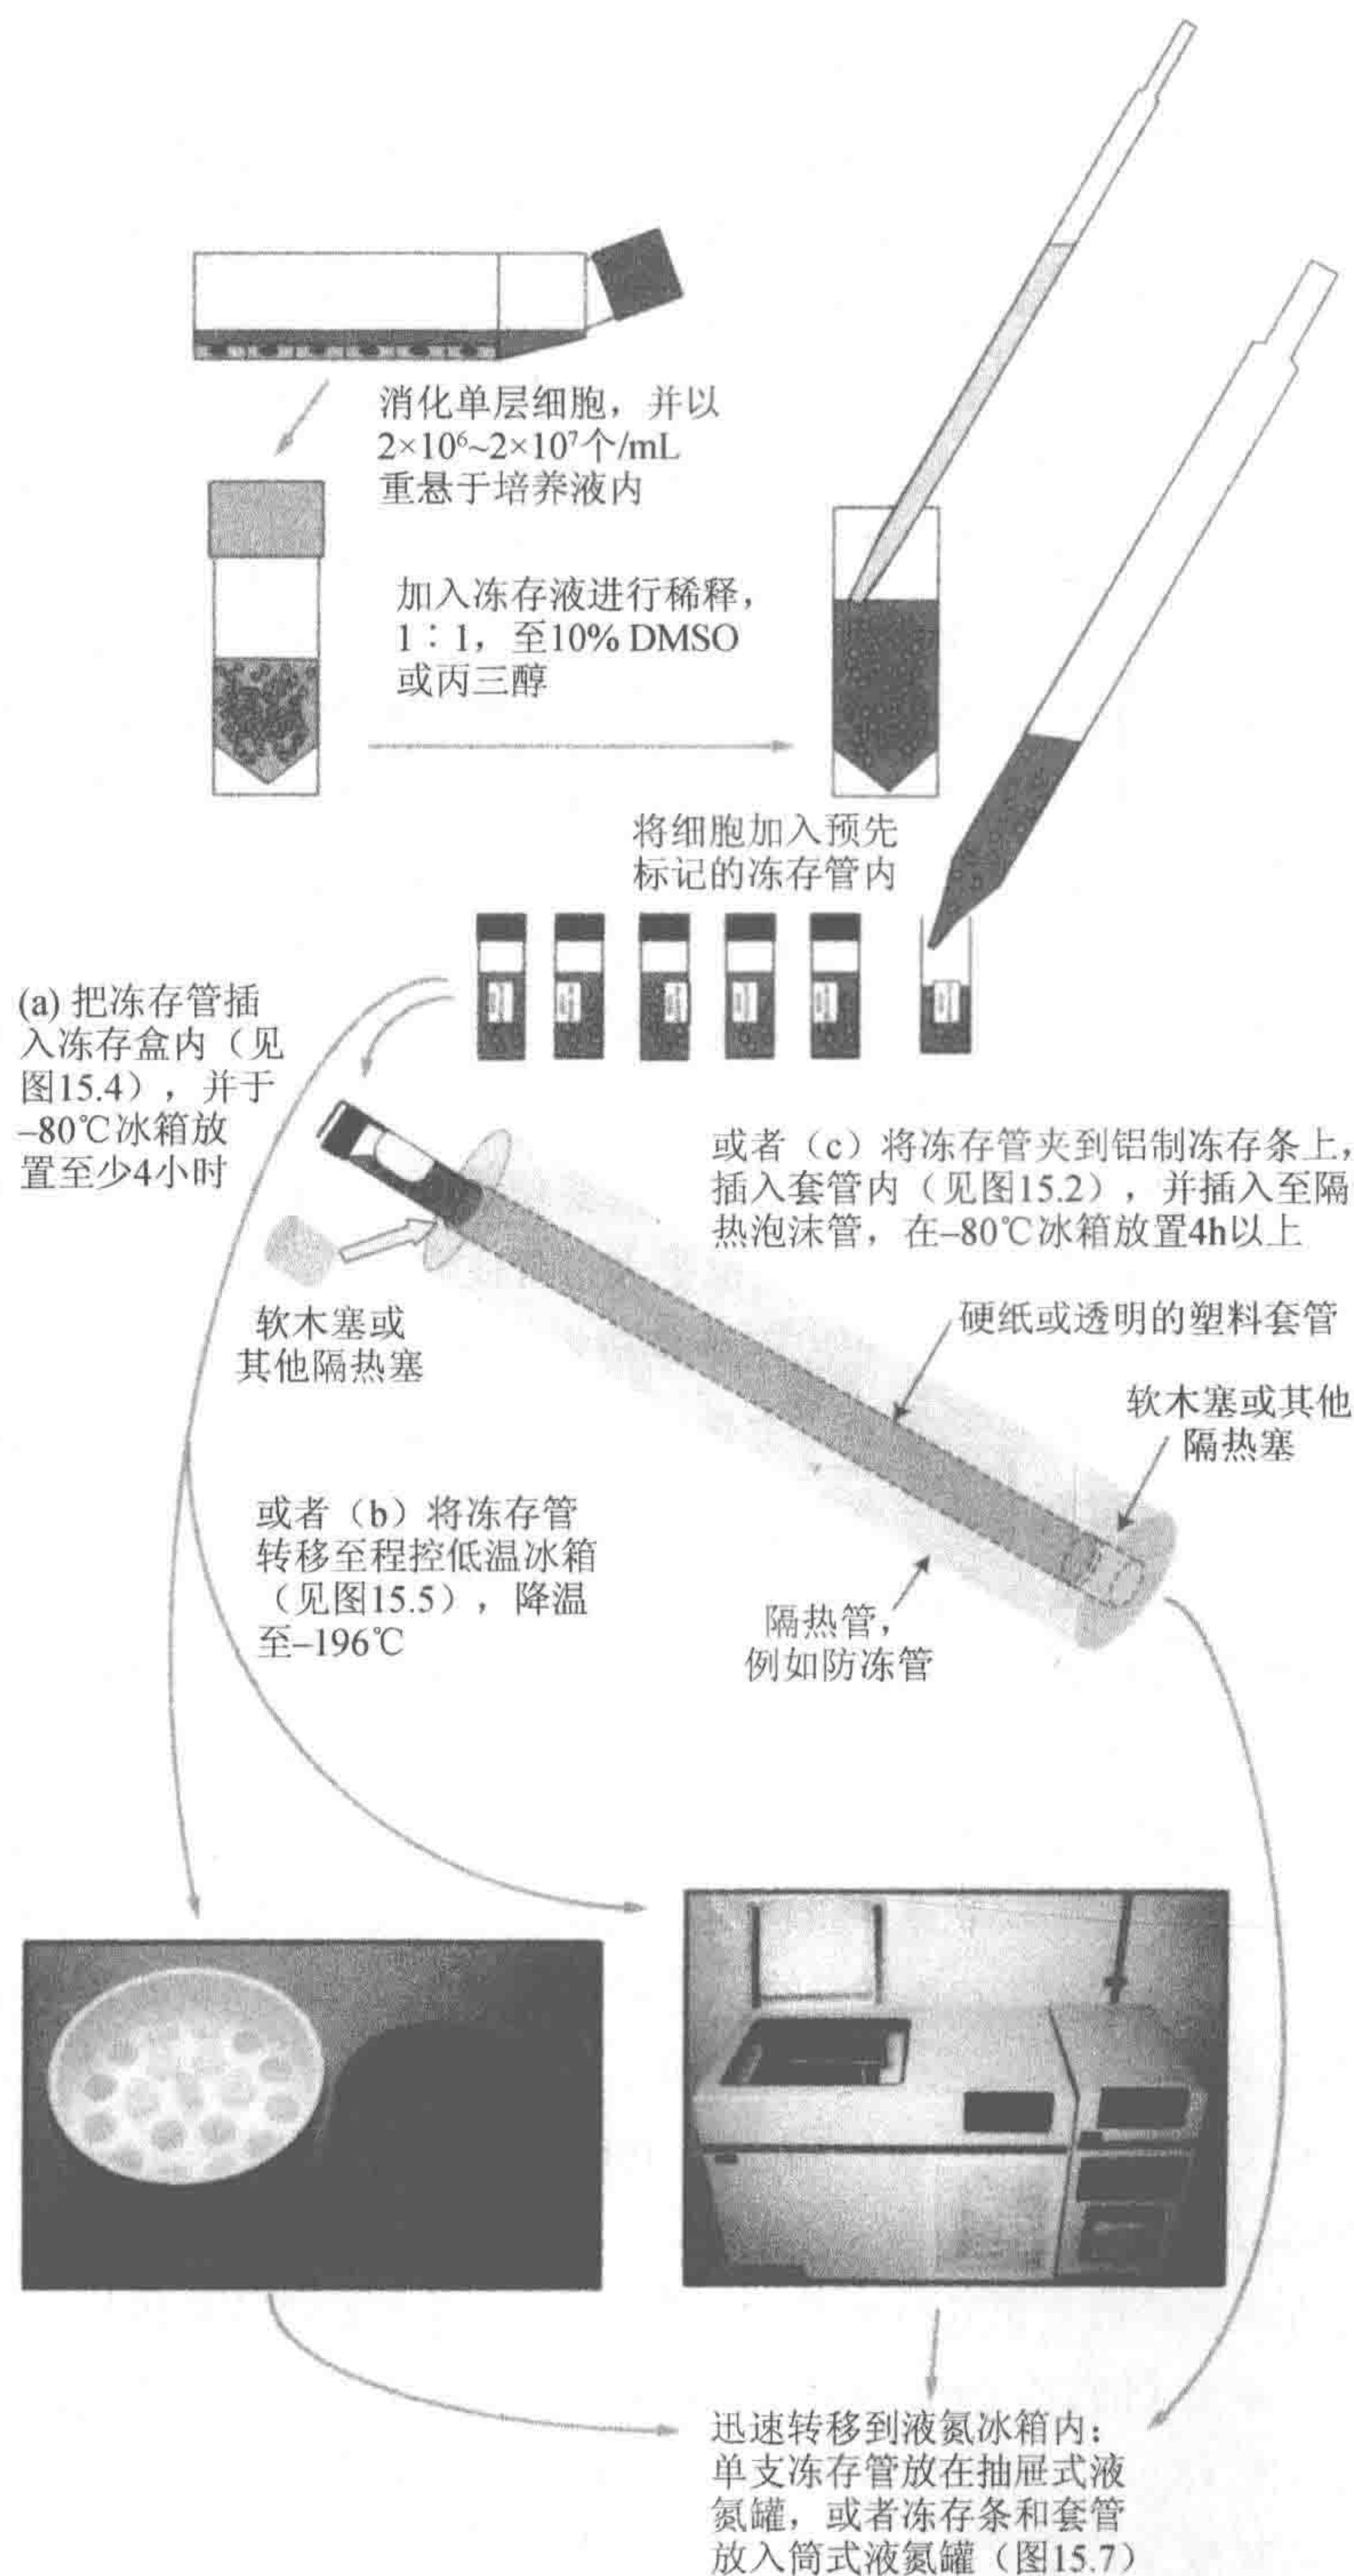 消化单层细胞，并以
2×10⁶~2×10⁷个/mL
重悬于培养液内
加入冻存液进行稀释，
1∶1，至10% DMSO
或丙三醇
将细胞加入预先
标记的冻存管内
(a) 把冻存管插
入冻存盒内（见
图15.4），并于
–80℃冰箱放
置至少4小时
或者（c）将冻存管夹到铝制冻存条上，
插入套管内（见图15.2），并插入至隔
热泡沫管，在–80℃冰箱放置4h以上
软木塞或
其他隔热塞
硬纸或透明的塑料套管
软木塞或其他
隔热塞
或者（b）将冻存管
转移至程控低温冰箱
（见图15.5），降温
至–196℃
隔热管，
例如防冻管
迅速转移到液氮冰箱内：
单支冻存管放在抽屉式液
氮罐，或者冻存条和套管
放入筒式液氮罐（图15.7）